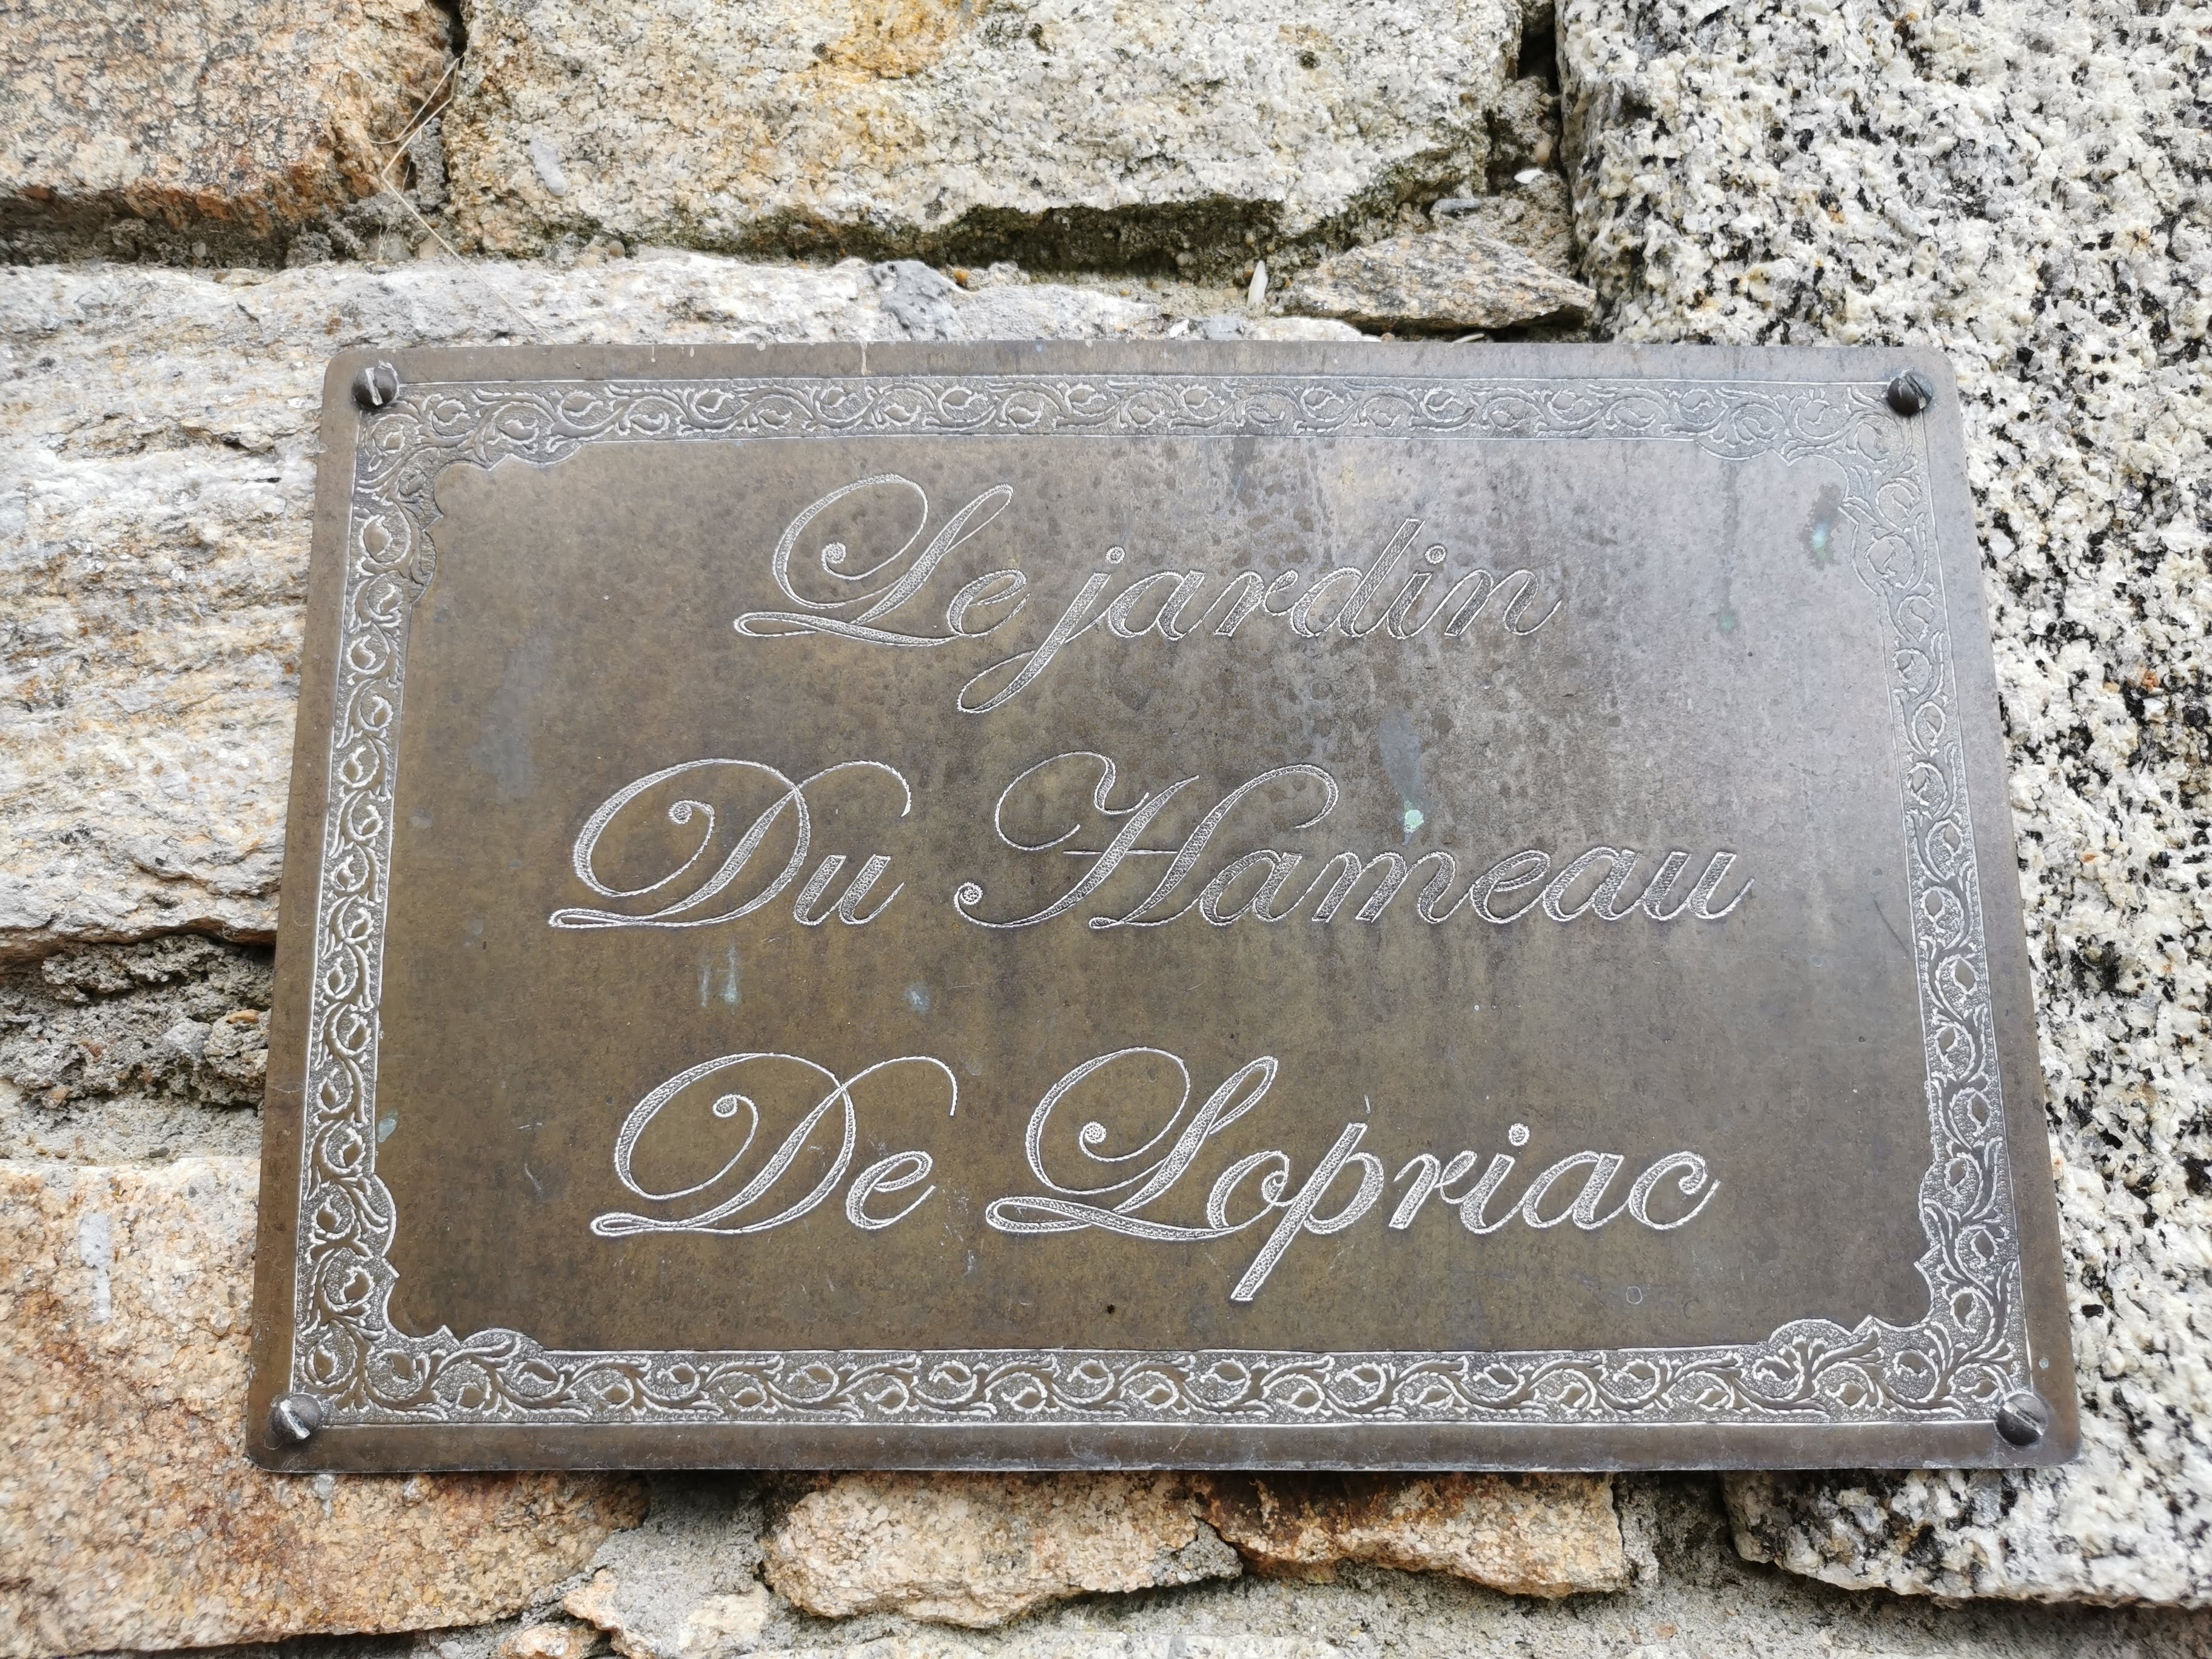 Le jardin
Du Hameau
De Lopriac